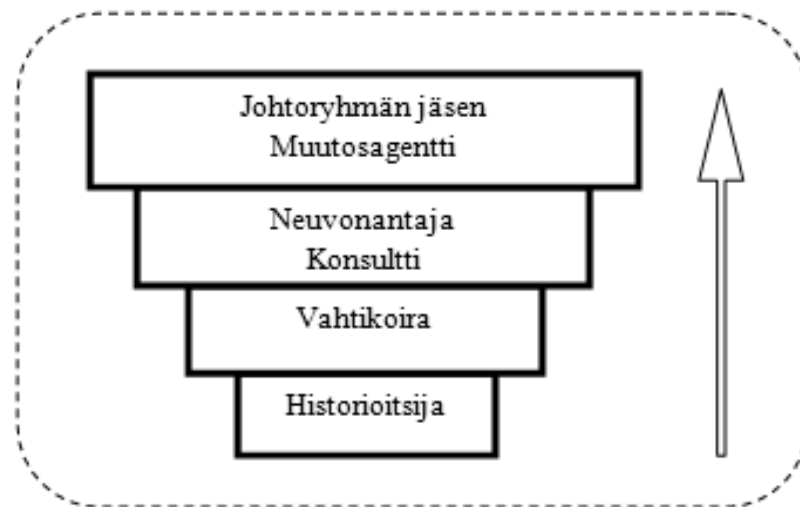 Johtoryhmän jäsen
Muutosagentti
Neuvonantaja
Konsultti
Vahtikoira
Historioitsija